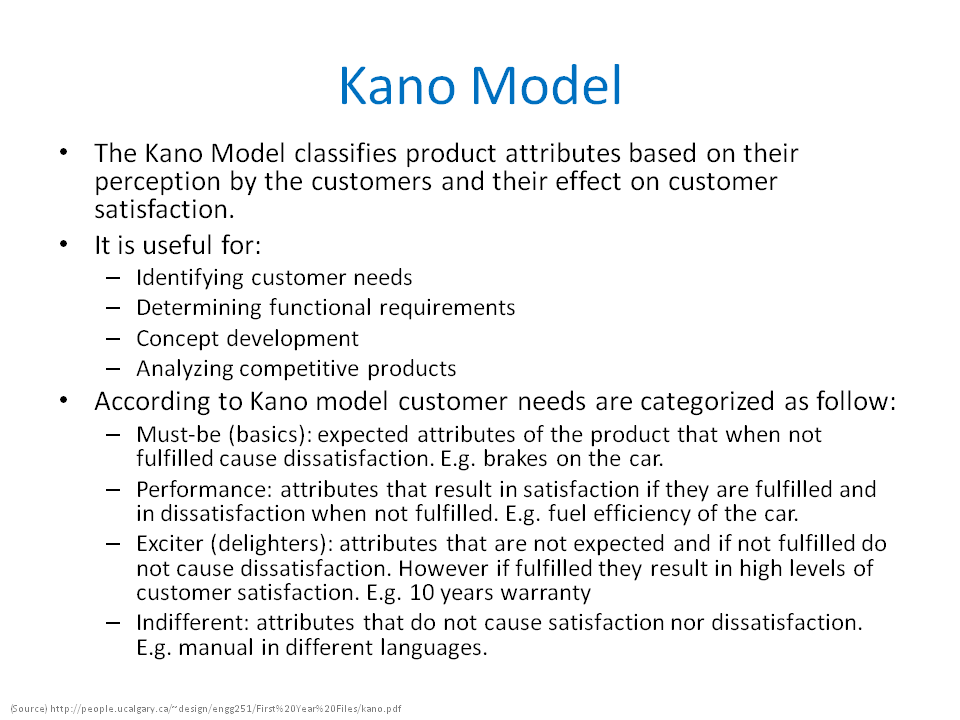 Kano Model
• The Kano Model classifies product attributes based on their
perception by the customers and their effect on customer
satisfaction.
• It is useful for:
– Identifying customer needs
– Determining functional requirements
– Concept development
– Analyzing competitive products
• According to Kano model customer needs are categorized as follow:
– Must-be (basics): expected attributes of the product that when not
fulfilled cause dissatisfaction. E.g. brakes on the car.
– Performance: attributes that result in satisfaction if they are fulfilled and
in dissatisfaction when not fulfilled. E.g. fuel efficiency of the car.
– Exciter (delighters): attributes that are not expected and if not fulfilled do
not cause dissatisfaction. However if fulfilled they result in high levels of
customer satisfaction. E.g. 10 years warranty
– Indifferent: attributes that do not cause satisfaction nor dissatisfaction.
E.g. manual in different languages.
(Source) http://people.ucalgary.ca/~design/engg251/First%20Year%20Files/kano.pdf